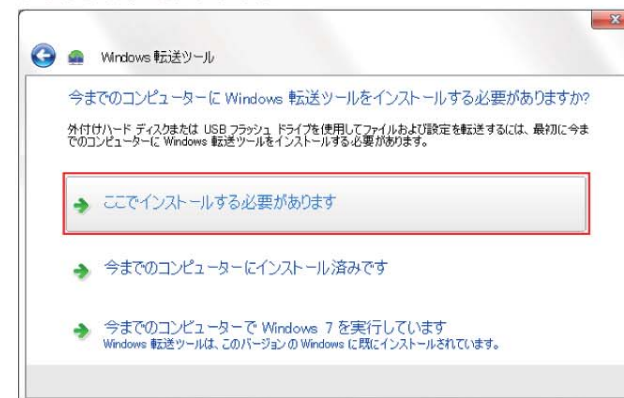 Windows 転送ツール
今までのコンピューターに Windows 転送ツールをインストールする必要がありますか?
外付けハード ディスクまたは USB フラッシュ ドライブを使用してファイルおよび設定を転送するには、最初に今ま
でのコンピューターに Windows 転送ツールをインストールする必要があります。
ここでインストールする必要があります
今までのコンピューターにインストール済みです
今までのコンピューターで Windows 7 を実行しています
Windows 転送ツールは、このバージョンの Windows に既にインストールされています。